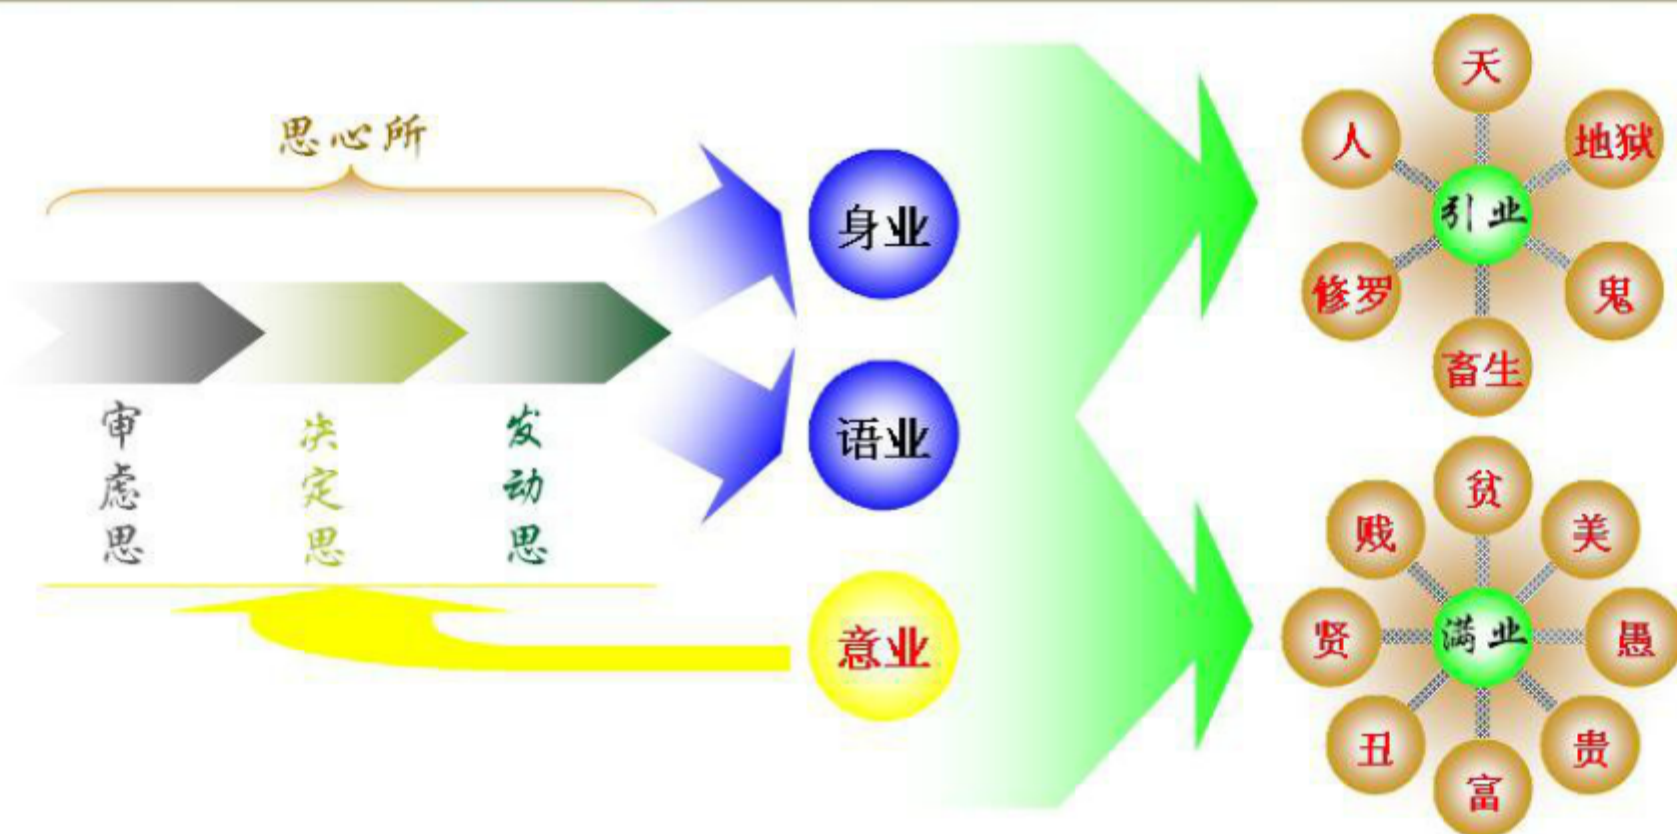 思心所
审虑思
决定思
发动思
身业
语业
意业
天
人
地狱
引业
修罗
鬼
畜生
贫
贱
美
贤
满业
愚
丑
贵
富